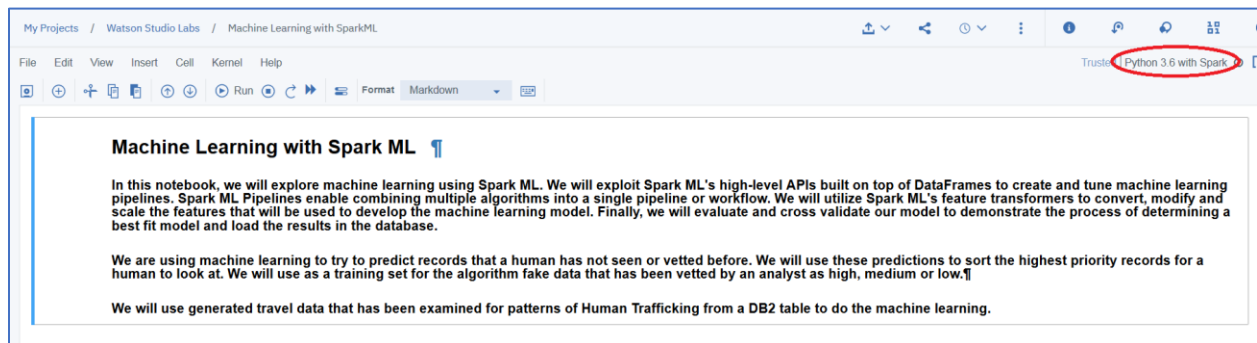 My Projects / Watson Studio Labs / Machine Learning with SparkML
File Edit View Insert Cell Kernel Help
Python 3.6 with Spark
Run Format Markdown
Machine Learning with Spark ML ¶
In this notebook, we will explore machine learning using Spark ML. We will exploit Spark ML's high-level APIs built on top of DataFrames to create and tune machine learning
pipelines. Spark ML Pipelines enable combining multiple algorithms into a single pipeline or workflow. We will utilize Spark ML's feature transformers to convert, modify and
scale the features that will be used to develop the machine learning model. Finally, we will evaluate and cross validate our model to demonstrate the process of determining a
best fit model and load the results in the database.
We are using machine learning to try to predict records that a human has not seen or vetted before. We will use these predictions to sort the highest priority records for a
human to look at. We will use as a training set for the algorithm fake data that has been vetted by an analyst as high, medium or low.¶
We will use generated travel data that has been examined for patterns of Human Trafficking from a DB2 table to do the machine learning.